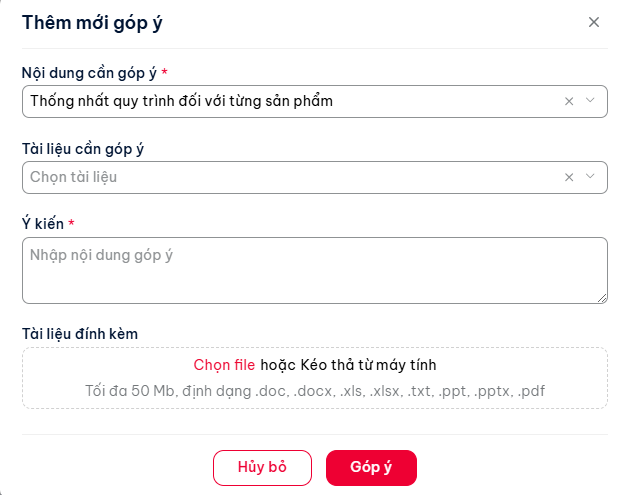 Thêm mới góp ý
Nội dung cần góp ý *
Thống nhất quy trình đối với từng sản phẩm
Tài liệu cần góp ý
Chọn tài liệu
Ý kiến *
Nhập nội dung góp ý
Tài liệu đính kèm
Chọn file hoặc Kéo thả từ máy tính
Tối đa 50 Mb, định dạng .doc, .docx, .xls, .xlsx, .txt, .ppt, .pptx, .pdf
Hủy bỏ Góp ý